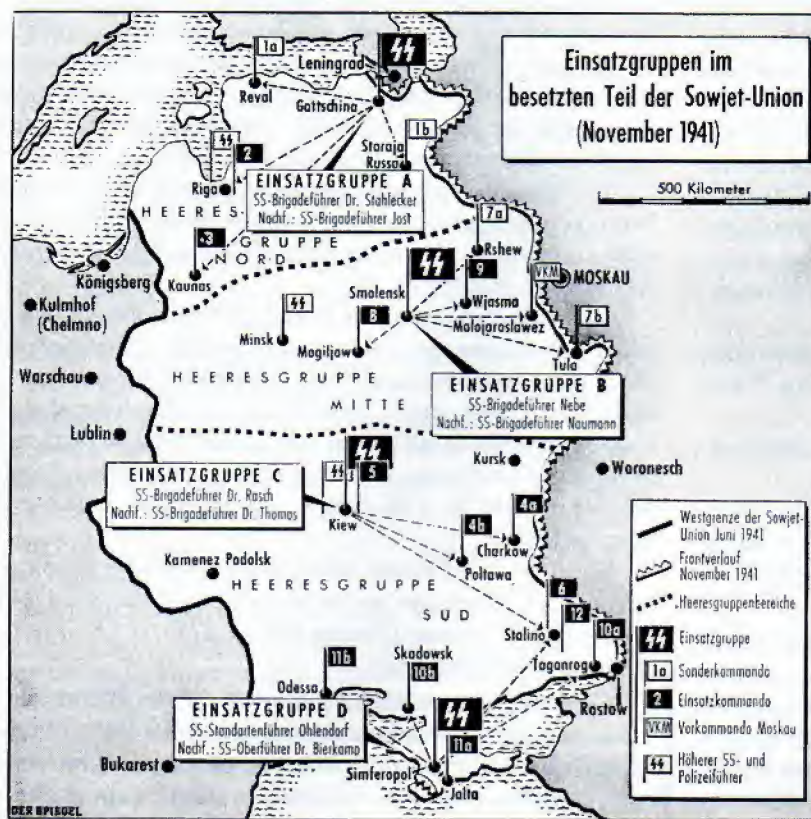 Einsatzgruppen im
besetzten Teil der Sowjet-Union
(November 1941)
500 Kilometer
1a
Leningrad
Reval
Gattschina
1b
Staraja
Russa
2
Riga
EINSATZGRUPPE A
SS-Brigadeführer Dr. Stahlecker
Nachf.: SS-Brigadeführer Jost
HEERES-
GRUPPE
NORD
3
Kaunas
Königsberg
Kulmhof
(Chelmno)
7a
Rshew
9
Smolensk
Wjasma
VKM
MOSKAU
Malojaroslawez
8
Minsk
Mogiljow
7b
Tula
Warschau
HEERESGRUPPE
MITTE
EINSATZGRUPPE B
SS-Brigadeführer Nebe
Nachf.: SS-Brigadeführer Naumann
Lublin
Kursk
Woronesch
EINSATZGRUPPE C
SS-Brigadeführer Dr. Rasch
Nachf.: SS-Brigadeführer Dr. Thomas
5
Kiew
4b
4a
Charkow
Poltawa
Kamenez Podolsk
HEERESGRUPPE
SUD
6
12
Stalino
10a
Taganrog
Rostow
11b
Odessa
Skadowsk
10b
EINSATZGRUPPE D
SS-Standartenführer Ohlendorf
Nachf.: SS-Oberführer Dr. Bierkamp
11a
Simferopol
Jalta
Bukarest
Westgrenze der Sowjet-
Union Juni 1941
Frontverlauf
November 1941
Heeresgruppenbereiche
Einsatzgruppe
1a Sonderkommando
2 Einsatzkommando
VKM Vorkommando Moskau
Höherer SS- und
Polizeiführer
DER SPIEGEL